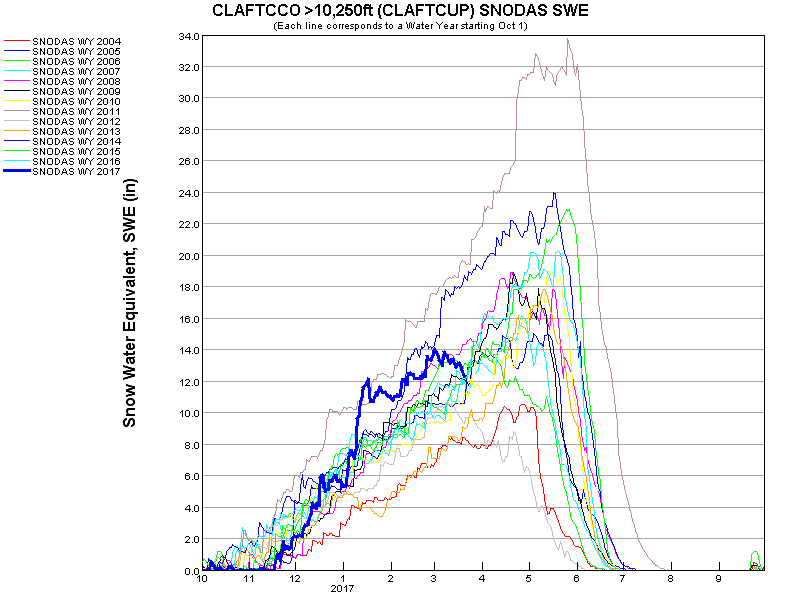 CLAFTCCO >10,250ft (CLAFTCUP) SNODAS SWE
(Each line corresponds to a Water Year starting Oct 1)
SNODAS WY 2004
SNODAS WY 2005
SNODAS WY 2006
SNODAS WY 2007
SNODAS WY 2008
SNODAS WY 2009
SNODAS WY 2010
SNODAS WY 2011
SNODAS WY 2012
SNODAS WY 2013
SNODAS WY 2014
SNODAS WY 2015
SNODAS WY 2016
SNODAS WY 2017
Snow Water Equivalent, SWE (in)
34.0
32.0
30.0
28.0
26.0
24.0
22.0
20.0
18.0
16.0
14.0
12.0
10.0
8.0
6.0
4.0
2.0
0.0
10 11 12 1 2 3 4 5 6 7 8 9
2017